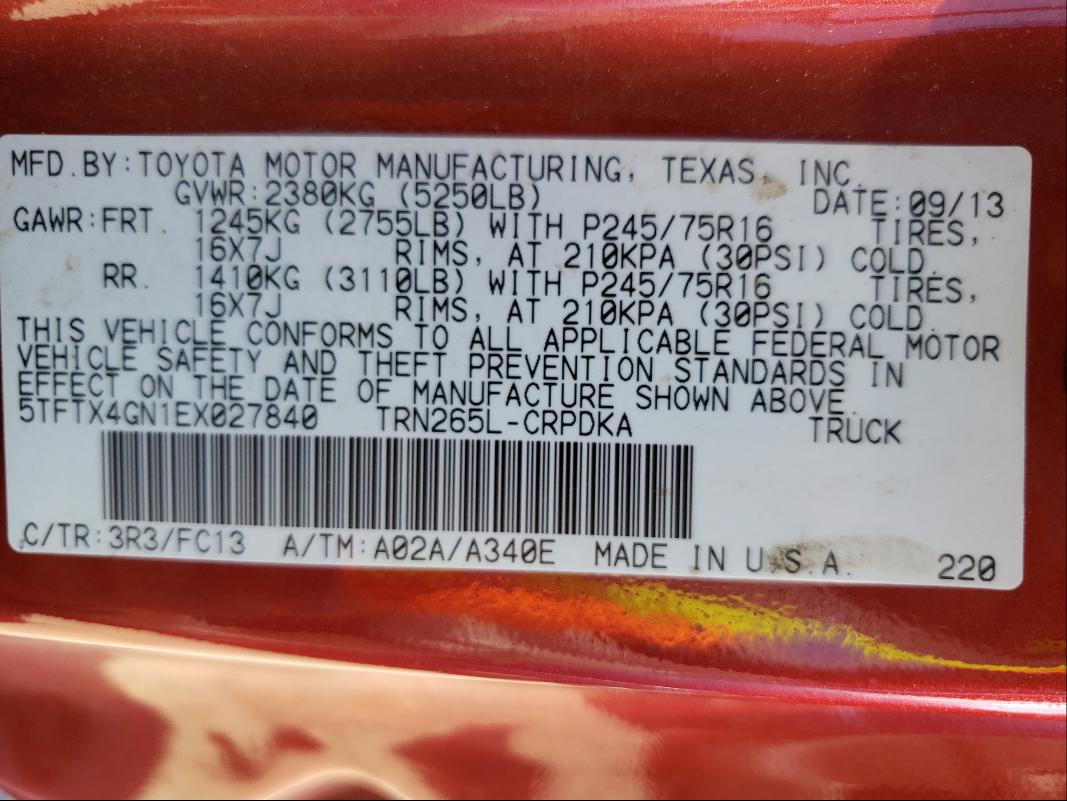 MFD.BY:TOYOTA MOTOR MANUFACTURING, TEXAS, INC.
GVWR:2380KG (5250LB) DATE:09/13
GAWR:FRT. 1245KG (2755LB) WITH P245/75R16 TIRES,
16X7J RIMS, AT 210KPA (30PSI) COLD.
RR. 1410KG (3110LB) WITH P245/75R16 TIRES,
16X7J RIMS, AT 210KPA (30PSI) COLD.
THIS VEHICLE CONFORMS TO ALL APPLICABLE FEDERAL MOTOR
VEHICLE SAFETY AND THEFT PREVENTION STANDARDS IN
EFFECT ON THE DATE OF MANUFACTURE SHOWN ABOVE.
5TFTX4GN1EX027840 TRN265L-CRPDKA TRUCK
C/TR:3R3/FC13 A/TM:A02A/A340E MADE IN U.S.A. 220